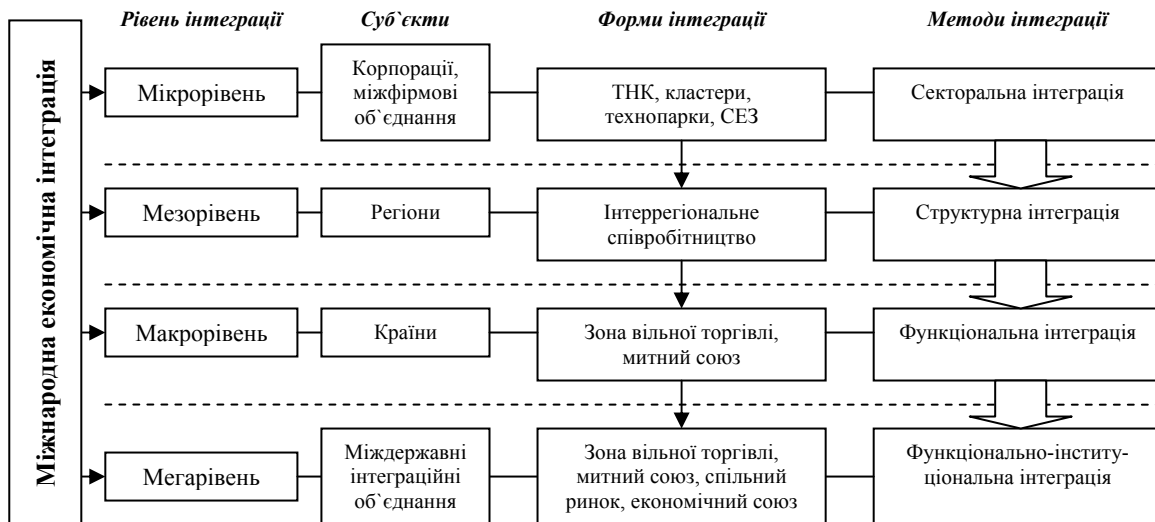 Міжнародна економічна інтеграція
Рівень інтеграції
Суб`єкти
Форми інтеграції
Методи інтеграції
Мікрорівень
Корпорації,
міжфірмові
об`єднання
ТНК, кластери,
технопарки, СЕЗ
Секторальна інтеграція
Мезорівень
Регіони
Інтеррегіональне
співробітництво
Структурна інтеграція
Макрорівень
Країни
Зона вільної торгівлі,
митний союз
Функціональна інтеграція
Мегарівень
Міждержавні
інтеграційні
об`єднання
Зона вільної торгівлі,
митний союз, спільний
ринок, економічний союз
Функціонально-інститу-
ціональна інтеграція